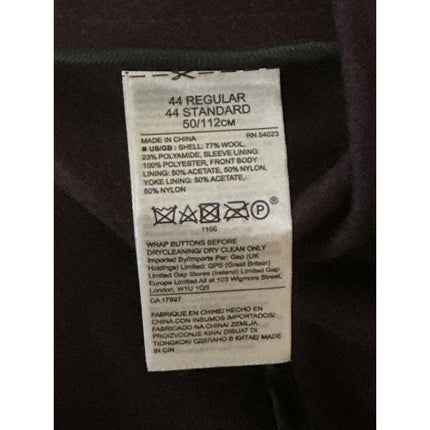 44 REGULAR
44 STANDARD
50/112CM
MADE IN CHINA RN 54023
■ US/GB : SHELL: 77% WOOL,
23% POLYAMIDE, SLEEVE LINING:
100% POLYESTER, FRONT BODY
LINING: 50% ACETATE, 50% NYLON,
YOKE LINING: 50% ACETATE,
50% NYLON
P
1166
WRAP BUTTONS BEFORE
DRYCLEANING/ DRY CLEAN ONLY
Imported By/Importe Par: Gap (UK
Holdings) Limited, GPS (Great Britain)
Limited Gap Stores (Ireland) Limited Gap
Europe Limited All at 103 Wigmore Street,
London, W1U 1QS
CA 17897
FABRIQUE EN CHINE/ HECHO EN
CHINA CON INSUMOS IMPORTADOS/
FABRICADO NA CHINA/ ZEMLJA
PROIZVODNJE KINA/ DIBUAT DI
TIONGKOK/ СДЕЛАНО В КИТАЕ/ MADE
IN CIN